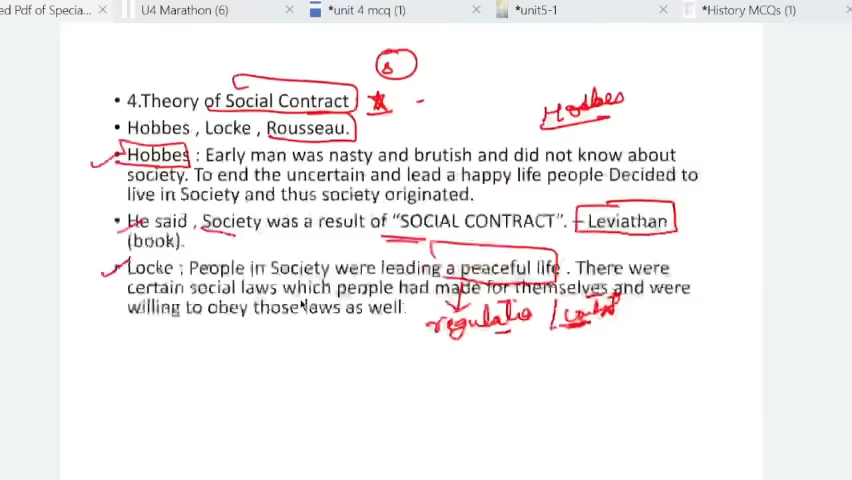 ed Pdf of Specia...
U4 Marathon (6)
*unit 4 mcq (1)
*unit5-1
*History MCQs (1)
s
• 4.Theory of Social Contract
Hobbes
• Hobbes , Locke , Rousseau.
• Hobbes : Early man was nasty and brutish and did not know about
society. To end the uncertain and lead a happy life people Decided to
live in Society and thus society originated.
• He said , Society was a result of “SOCIAL CONTRACT”. – Leviathan
(book).
• Locke : People in Society were leading a peaceful life . There were
certain social laws which people had made for themselves and were
willing to obey those laws as well.
regulatio /